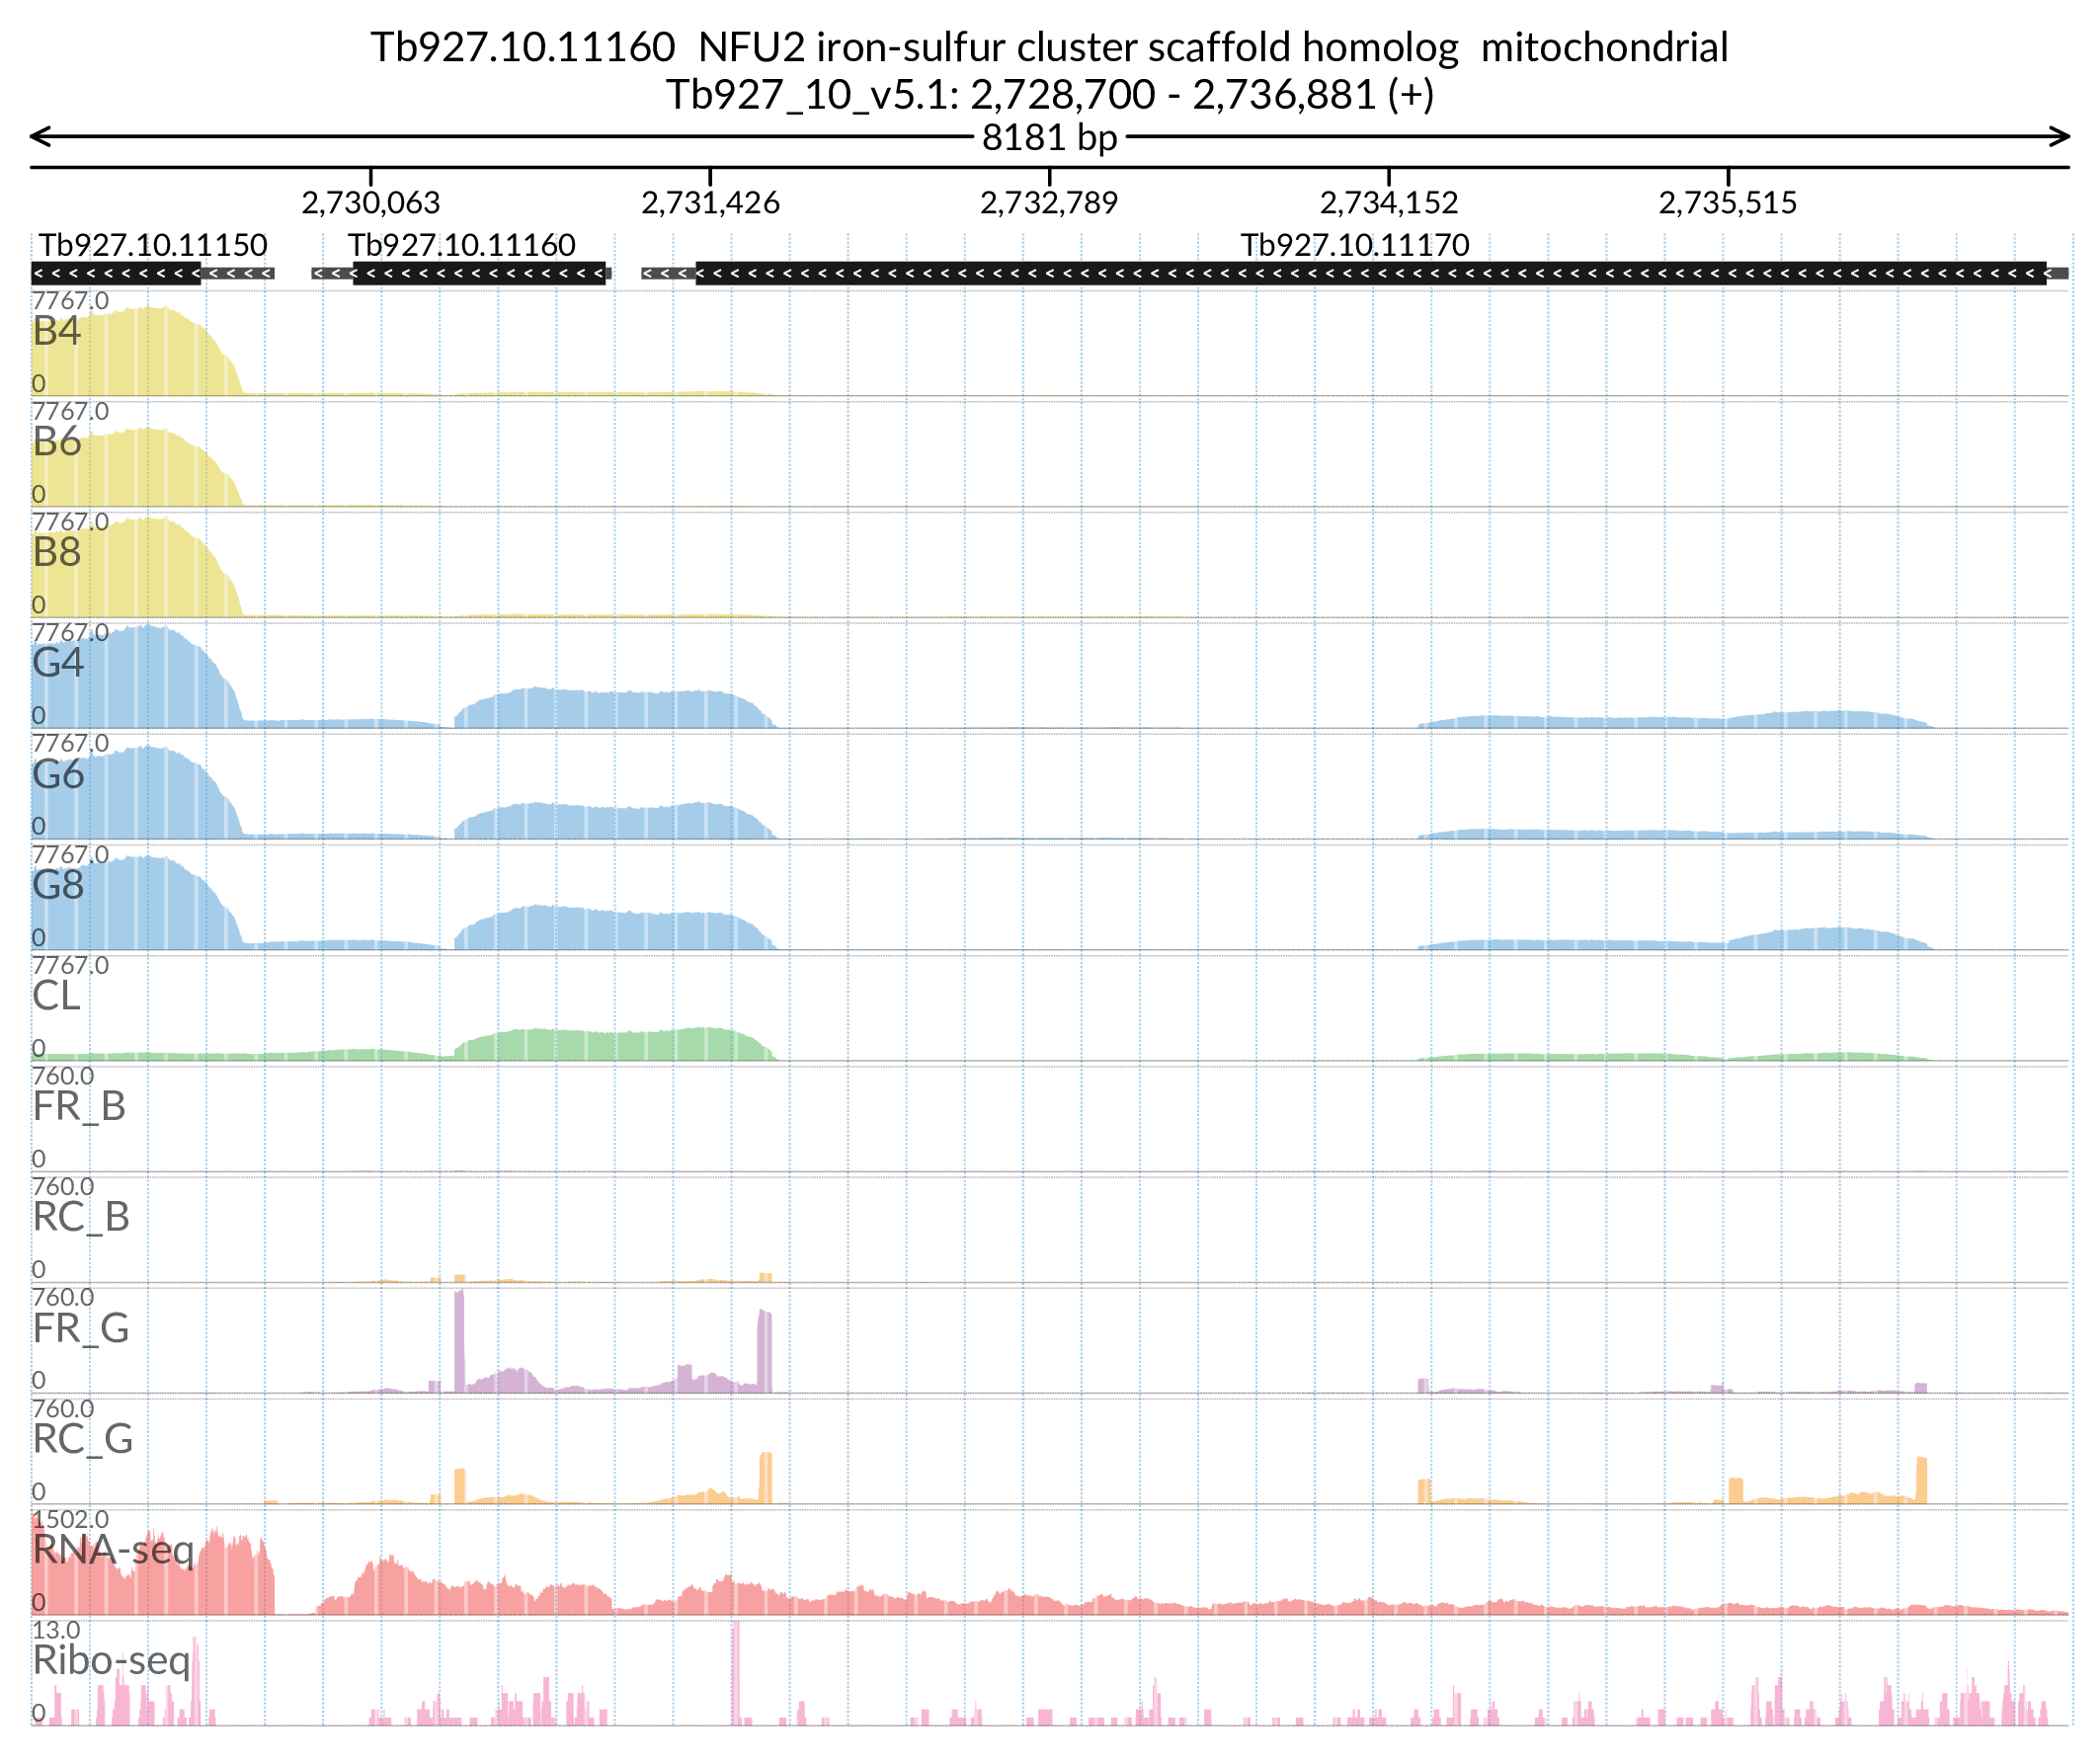 Tb927.10.11160  NFU2 iron-sulfur cluster scaffold homolog  mitochondrial
Tb927_10_v5.1: 2,728,700 - 2,736,881 (+)
8181 bp
2,730,063 2,731,426 2,732,789 2,734,152 2,735,515
Tb927.10.11150 Tb927.10.11160 Tb927.10.11170
7767.0
B4
0
7767.0
B6
0
7767.0
B8
0
7767.0
G4
0
7767.0
G6
0
7767.0
G8
0
7767.0
CL
0
760.0
FR_B
0
760.0
RC_B
0
760.0
FR_G
0
760.0
RC_G
0
1502.0
RNA-seq
0
13.0
Ribo-seq
0